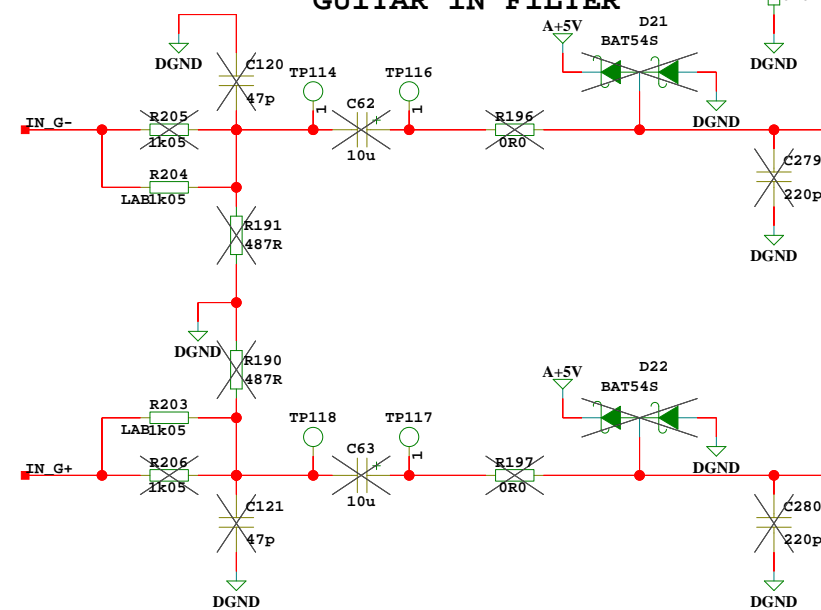 GUITAR IN FILTER
D21
A+5V
BAT54S
DGND
C120
47p
TP114
1
TP116
1
C62
+
10u
DGND
DGND
IN_G-
R205
1k05
R196
0R0
R204
LAB1k05
C279
220p
R191
487R
DGND
DGND
R190
487R
D22
A+5V
BAT54S
R203
LAB1k05
TP118
1
TP117
1
C63
+
10u
DGND
IN_G+
R206
1k05
R197
0R0
C121
47p
C280
220p
DGND
DGND